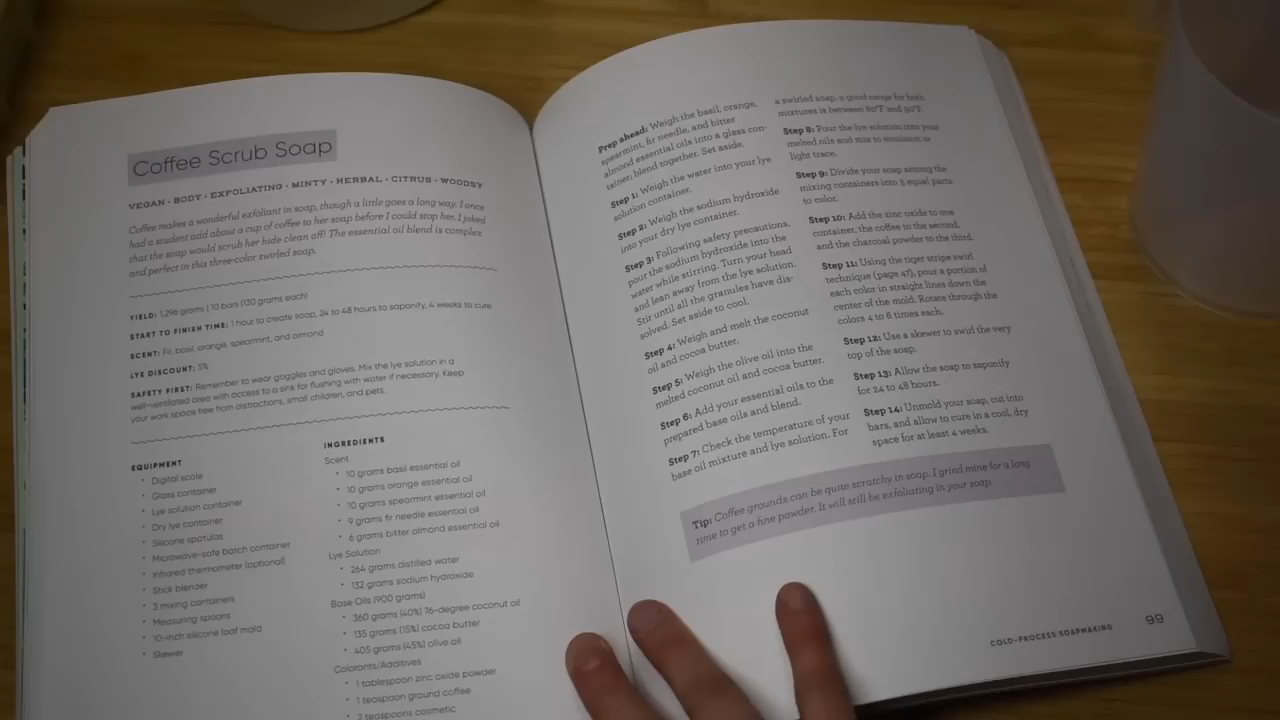 Coffee Scrub Soap
VEGAN • BODY • EXFOLIATING • MINTY • HERBAL • CITRUS • WOODSY
Coffee makes a wonderful exfoliant in soap, though a little goes a long way. I once
had a student add about a cup of coffee to her soap before I could stop her. I joked
that the soap would scrub her hide clean off! The essential oil blend is complex
and perfect in this three-color swirled soap.
YIELD: 1,296 grams | 10 bars (130 grams each)
START TO FINISH TIME: 1 hour to create soap, 24 to 48 hours to saponify, 4 weeks to cure
SCENT: Fir, basil, orange, spearmint, and almond
LYE DISCOUNT: 5%
SAFETY FIRST: Remember to wear goggles and gloves. Mix the lye solution in a
well-ventilated area with access to a sink for flushing with water if necessary. Keep
your work space free from distractions, small children, and pets.
EQUIPMENT
• Digital scale
• Glass container
• Lye solution container
• Dry lye container
• Silicone spatulas
• Microwave-safe batch container
• Infrared thermometer (optional)
• Stick blender
• 3 mixing containers
• Measuring spoons
• 10-inch silicone loaf mold
• Skewer
INGREDIENTS
Scent
• 10 grams basil essential oil
• 10 grams orange essential oil
• 10 grams spearmint essential oil
• 9 grams fir needle essential oil
• 6 grams bitter almond essential oil
Lye Solution
• 264 grams distilled water
• 132 grams sodium hydroxide
Base Oils (900 grams)
• 360 grams (40%) 76-degree coconut oil
• 135 grams (15%) cocoa butter
• 405 grams (45%) olive oil
Colorants/Additives
• 1 tablespoon zinc oxide powder
• 1 teaspoon ground coffee
• 2 teaspoons cosmetic
Prep ahead: Weigh the basil, orange,
spearmint, fir needle, and bitter
almond essential oils into a glass con-
tainer; blend together. Set aside.
Step 1: Weigh the water into your lye
solution container.
Step 2: Weigh the sodium hydroxide
into your dry lye container.
Step 3: Following safety precautions,
pour the sodium hydroxide into the
water while stirring. Turn your head
and lean away from the lye solution.
Stir until all the granules have dis-
solved. Set aside to cool.
Step 4: Weigh and melt the coconut
oil and cocoa butter.
Step 5: Weigh the olive oil into the
melted coconut oil and cocoa butter.
Step 6: Add your essential oils to the
prepared base oils and blend.
Step 7: Check the temperature of your
base oil mixture and lye solution. For
a swirled soap, a good range for both
mixtures is between 80°F and 90°F.
Step 8: Pour the lye solution into your
melted oils and mix to emulsion or
light trace.
Step 9: Divide your soap among the
mixing containers into 3 equal parts
to color.
Step 10: Add the zinc oxide to one
container, the coffee to the second,
and the charcoal powder to the third.
Step 11: Using the tiger stripe swirl
technique (page 47), pour a portion of
each color in straight lines down the
center of the mold. Rotate through the
colors 4 to 6 times each.
Step 12: Use a skewer to swirl the very
top of the soap.
Step 13: Allow the soap to saponify
for 24 to 48 hours.
Step 14: Unmold your soap, cut into
bars, and allow to cure in a cool, dry
space for at least 4 weeks.
Tip: Coffee grounds can be quite scratchy in soap. I grind mine for a long
time to get a fine powder. It will still be exfoliating in your soap.
COLD-PROCESS SOAPMAKING 99